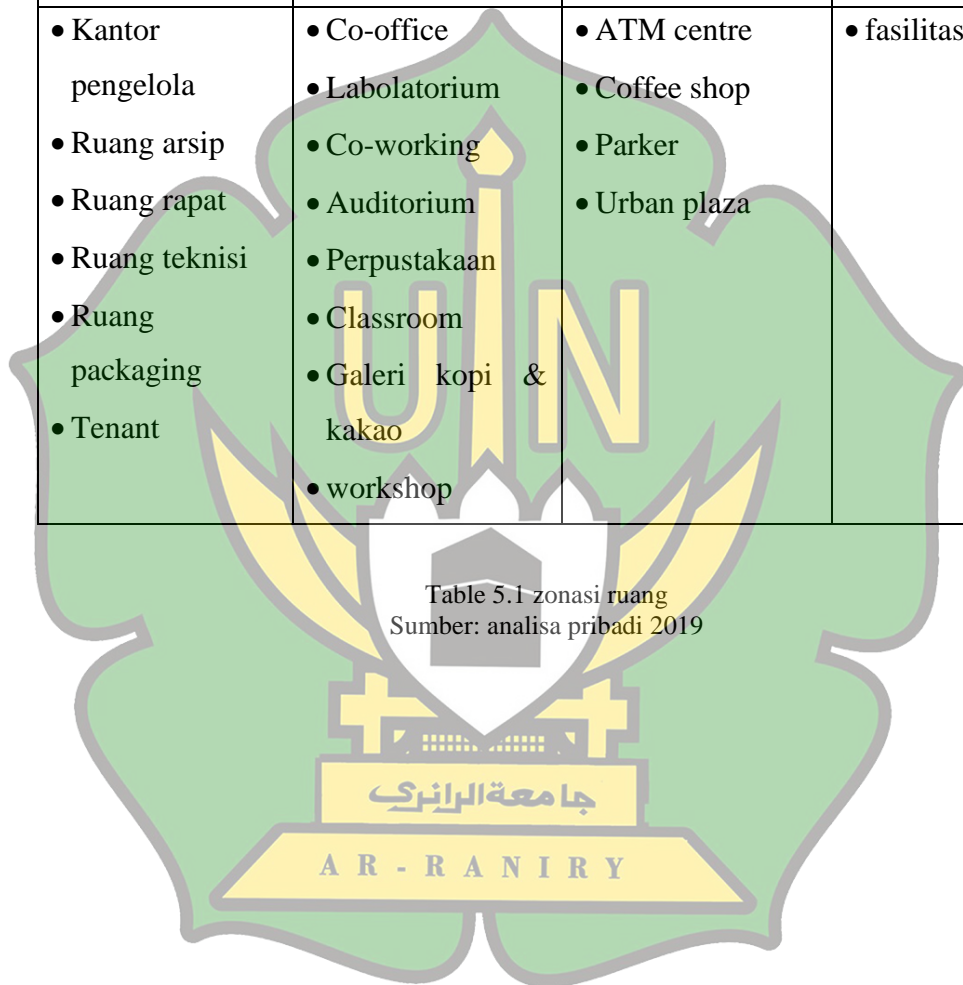 • Kantor
pengelola
• Ruang arsip
• Ruang rapat
• Ruang teknisi
• Ruang
packaging
• Tenant
• Co-office
• Labolatorium
• Co-working
• Auditorium
• Perpustakaan
• Classroom
• Galeri kopi &
kakao
• workshop
• ATM centre
• Coffee shop
• Parker
• Urban plaza
• fasilitas
UIN
Table 5.1 zonasi ruang
Sumber: analisa pribadi 2019
جامعة الرانري
AR-RANIRY